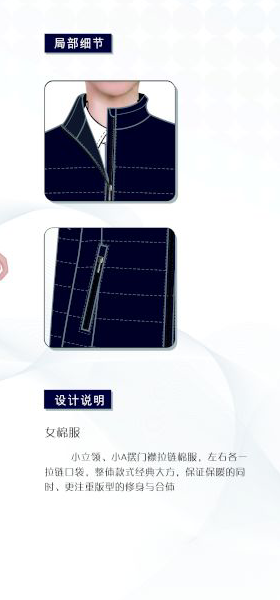 局部细节
设计说明
女棉服
小立领、小A摆门襟拉链棉服，左右各一
拉链口袋，整体款式经典大方，保证保暖的同
时，更注重版型的修身与合体